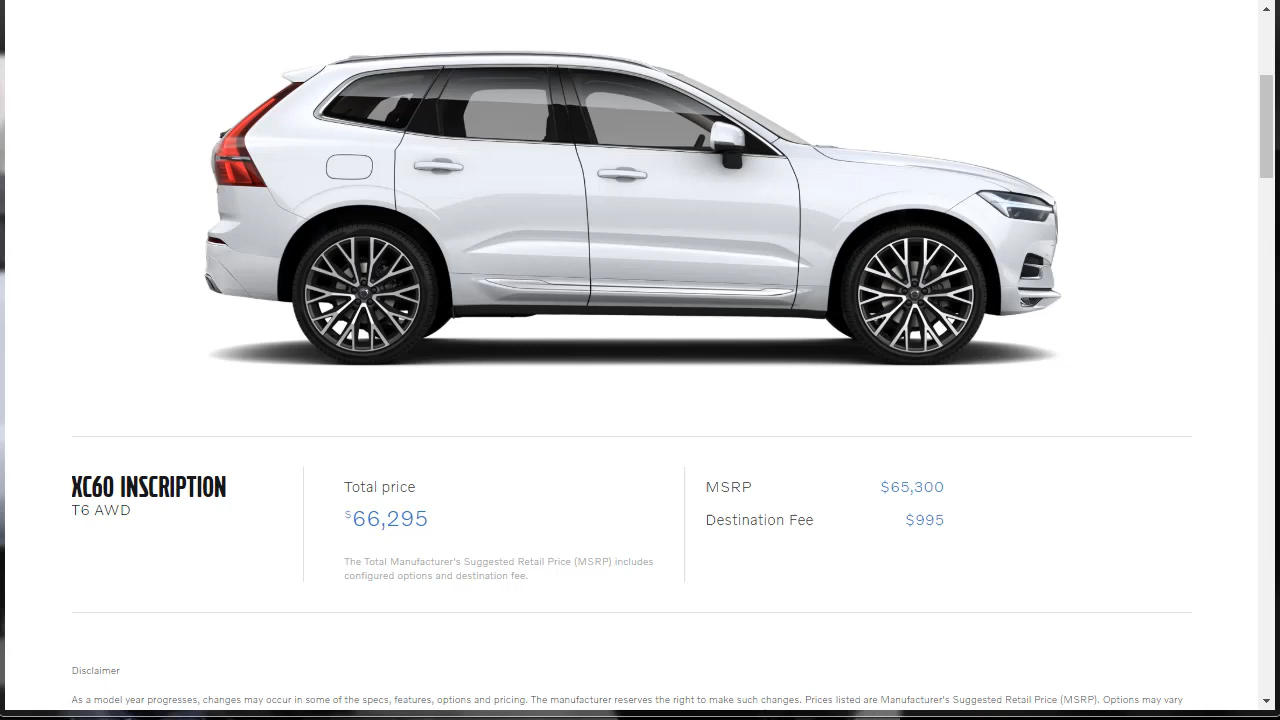 XC60 INSCRIPTION
T6 AWD
Total price
$66,295
The Total Manufacturer's Suggested Retail Price (MSRP) includes
configured options and destination fee.
MSRP $65,300
Destination Fee $995
Disclaimer
As a model year progresses, changes may occur in some of the specs, features, options and pricing. The manufacturer reserves the right to make such changes. Prices listed are Manufacturer's Suggested Retail Price (MSRP). Options may vary